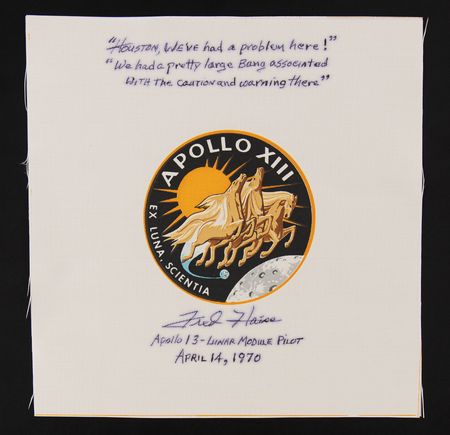 "Houston, We've had a problem here!"
"We had a pretty large Bang associated
with the caution and warning there"
APOLLO XIII
EX LUNA, SCIENTIA
Fred Haise
Apollo 13 - Lunar Module Pilot
April 14, 1970